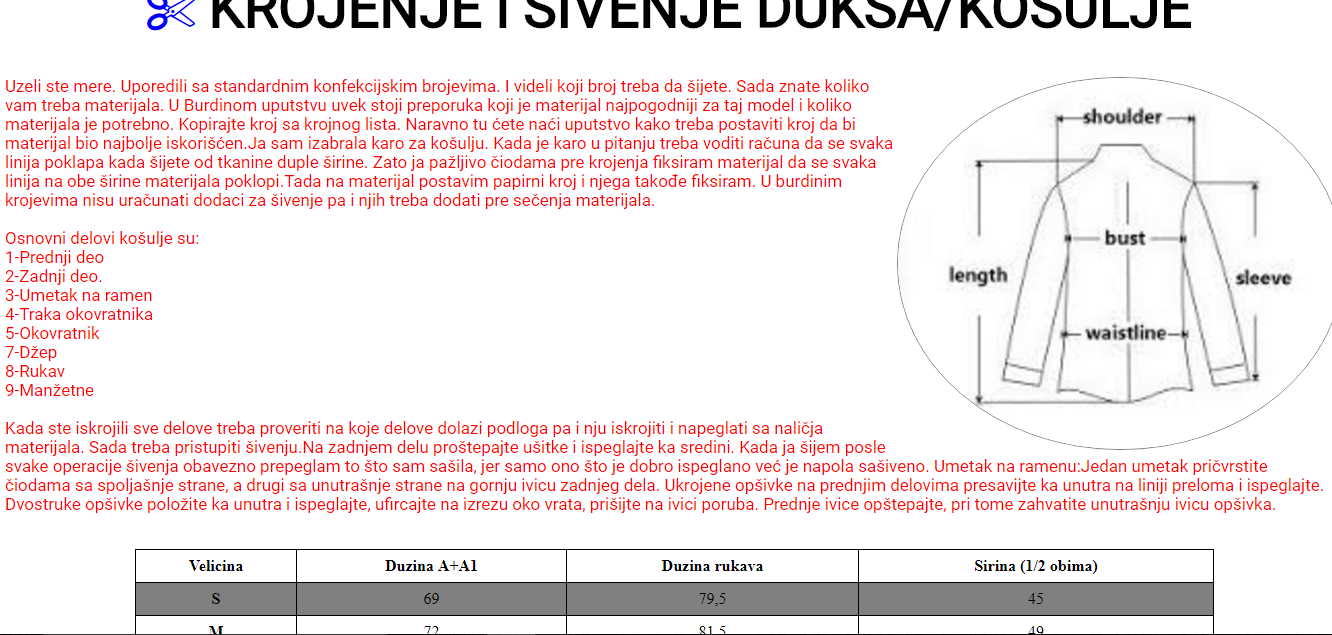 KROJENJE I ŠIVENJE DUKSA/KOŠULJE
Uzeli ste mere. Uporedili sa standardnim konfekcijskim brojevima. I videli koji broj treba da šijete. Sada znate koliko
vam treba materijala. U Burdinom uputstvu uvek stoji preporuka koji je materijal najpogodniji za taj model i koliko
materijala je potrebno. Kopirajte kroj sa krojnog lista. Naravno tu ćete naći uputstvo kako treba postaviti kroj da bi
materijal bio najbolje iskorišćen.Ja sam izabrala karo za košulju. Kada je karo u pitanju treba voditi računa da se svaka
linija poklapa kada šijete od tkanine duple širine. Zato ja pažljivo čiodama pre krojenja fiksiram materijal da se svaka
linija na obe širine materijala poklopi.Tada na materijal postavim papirni kroj i njega takođe fiksiram. U burdinim
krojevima nisu uračunati dodaci za šivenje pa i njih treba dodati pre sečenja materijala.
Osnovni delovi košulje su:
1-Prednji deo
2-Zadnji deo.
3-Umetak na ramen
4-Traka okovratnika
5-Okovratnik
7-Džep
8-Rukav
9-Manžetne
shoulder
bust
length
sleeve
waistline
Kada ste iskrojili sve delove treba proveriti na koje delove dolazi podloga pa i nju iskrojiti i napeglati sa naličja
materijala. Sada treba pristupiti šivenju.Na zadnjem delu proštepajte ušitke i ispeglajte ka sredini. Kada ja šijem posle
svake operacije šivenja obavezno prepeglam to što sam sašila, jer samo ono što je dobro ispeglano već je napola sašiveno. Umetak na ramenu:Jedan umetak pričvrstite
čiodama sa spoljašnje strane, a drugi sa unutrašnje strane na gornju ivicu zadnjeg dela. Ukrojene opšivke na prednjim delovima presavijte ka unutra na liniji preloma i ispeglajte.
Dvostruke opšivke položite ka unutra i ispeglajte, ufircajte na izrezu oko vrata, prišijte na ivici poruba. Prednje ivice opštepajte, pri tome zahvatite unutrašnju ivicu opšivka.
Velicina Duzina A+A1 Duzina rukava Sirina (1/2 obima)
S 69 79,5 45
M 72 81,5 49